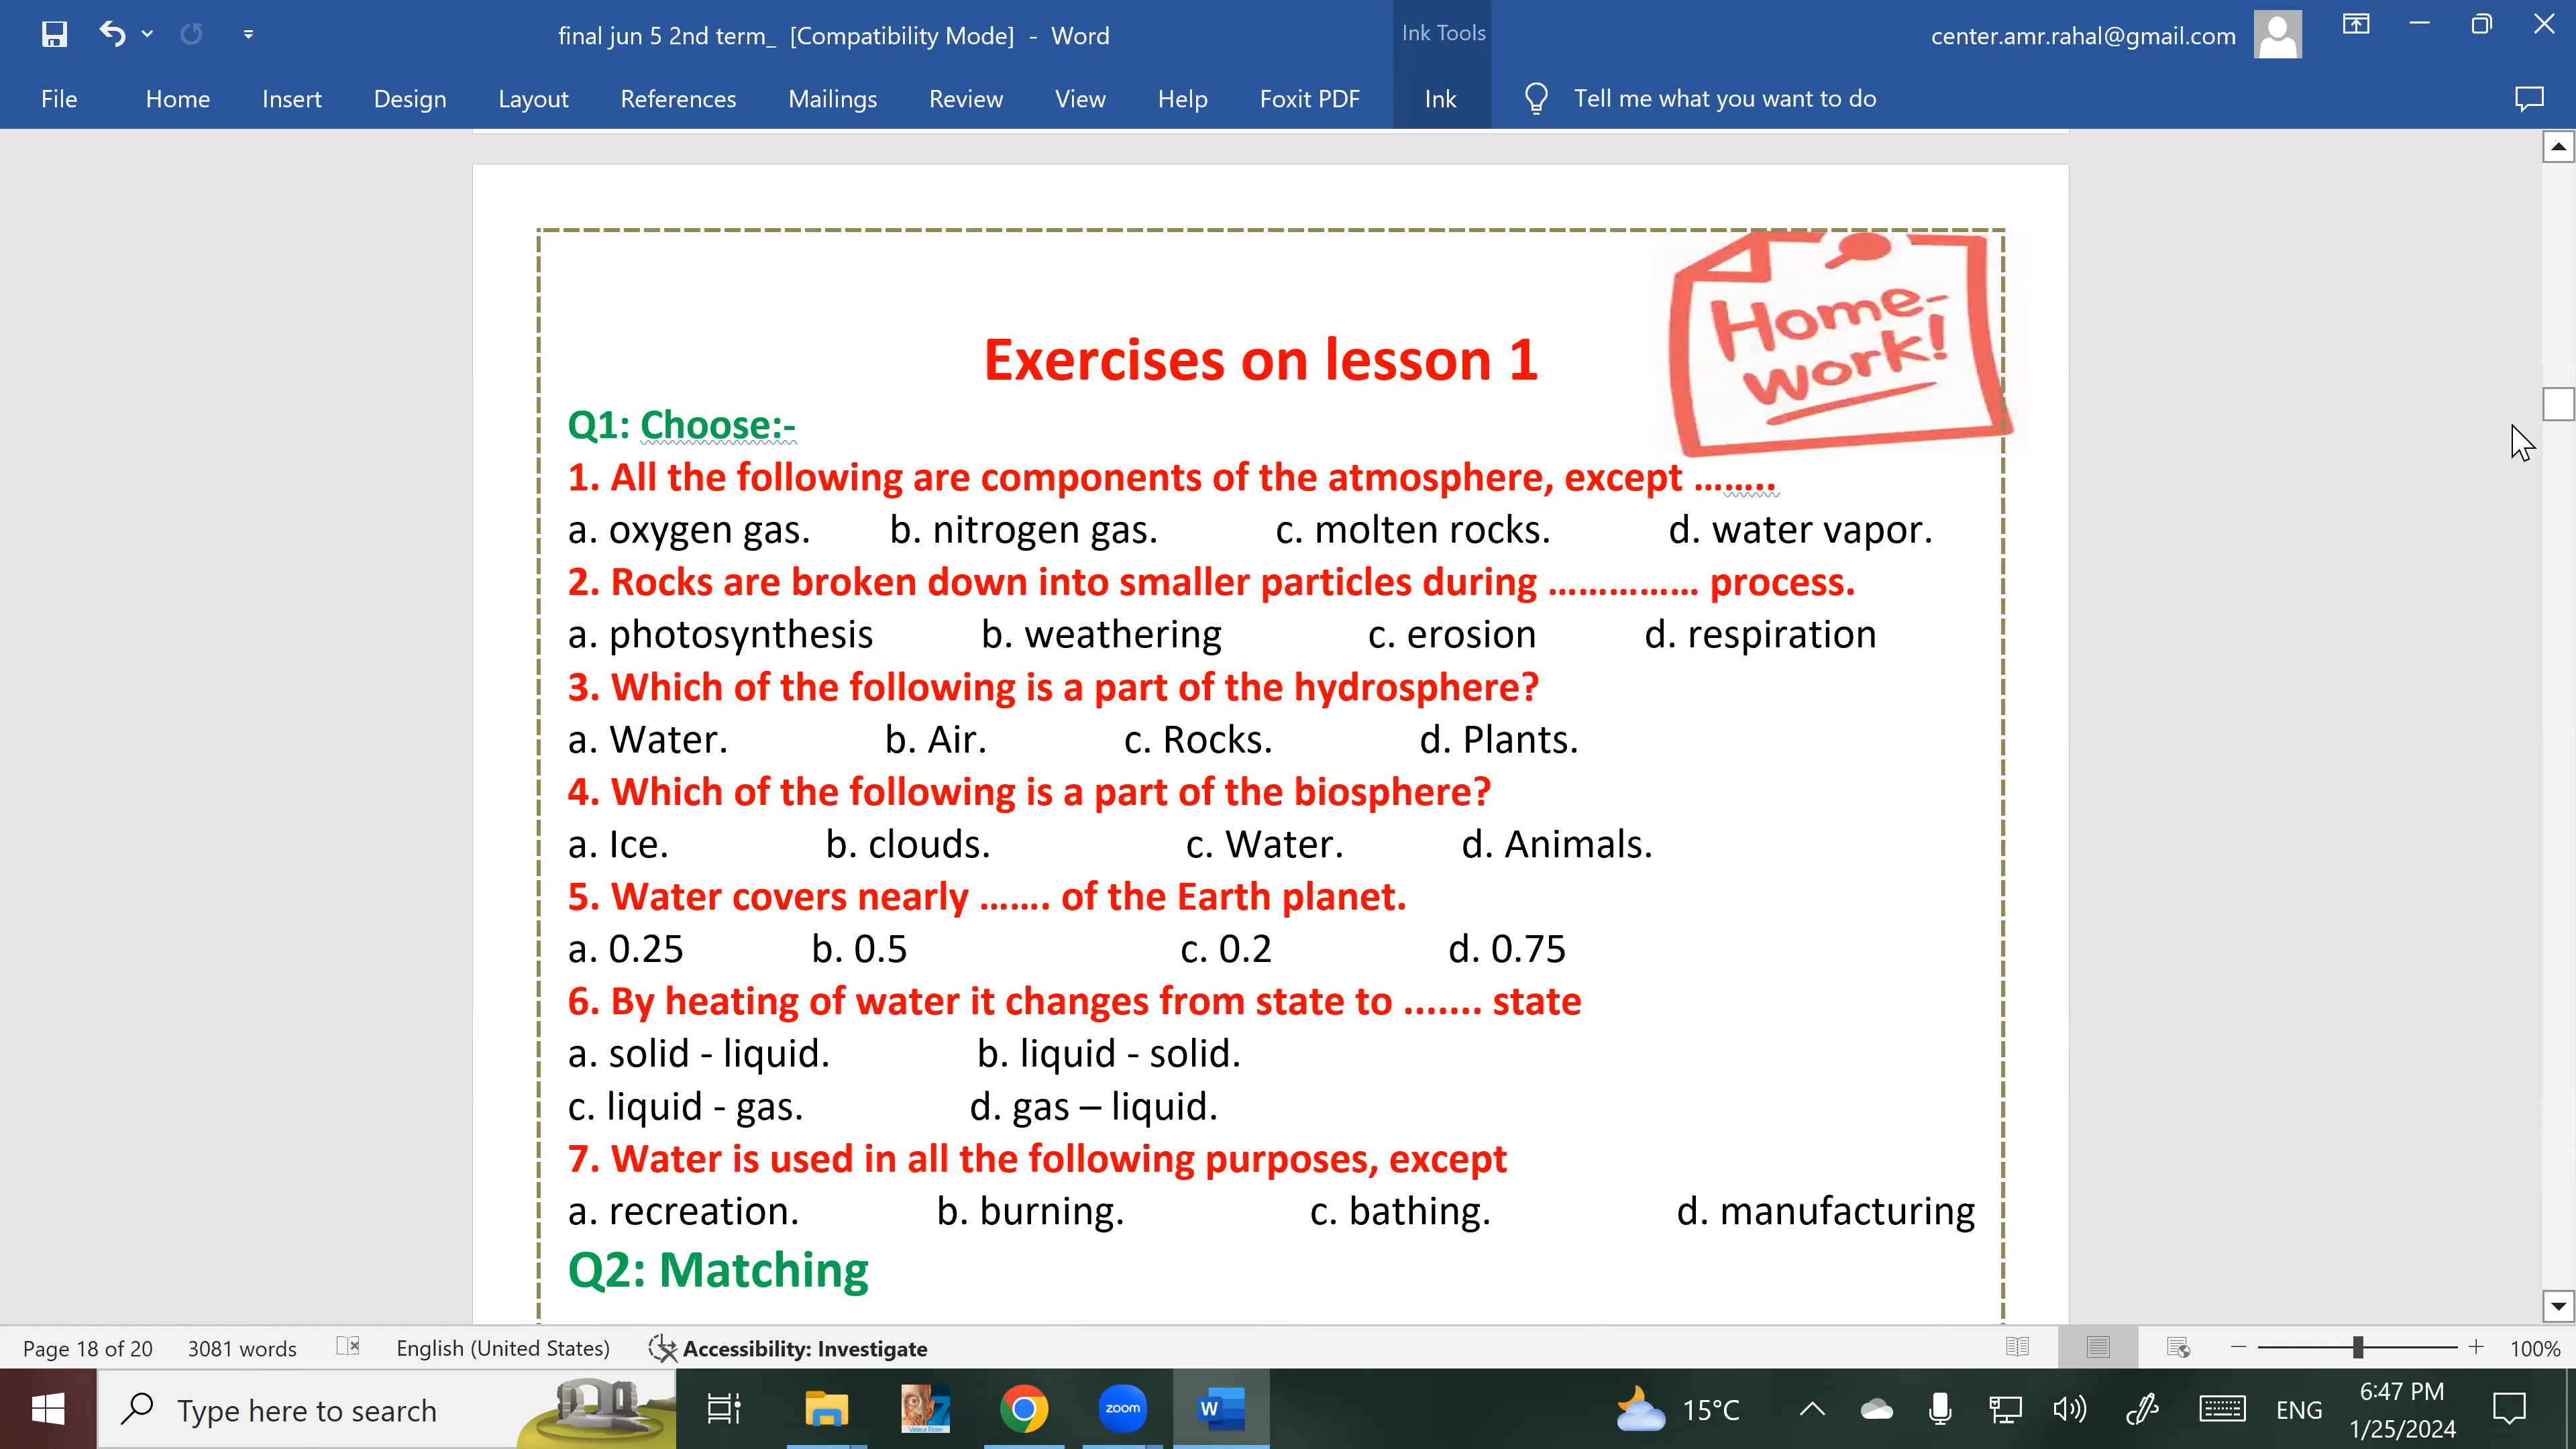 final jun 5 2nd term_ [Compatibility Mode] - Word
Ink Tools
center.amr.rahal@gmail.com
File Home Insert Design Layout References Mailings Review View Help Foxit PDF Ink Tell me what you want to do
Home-
work!
Exercises on lesson 1
Q1: Choose:-
1. All the following are components of the atmosphere, except ........
a. oxygen gas. b. nitrogen gas. c. molten rocks. d. water vapor.
2. Rocks are broken down into smaller particles during ............... process.
a. photosynthesis b. weathering c. erosion d. respiration
3. Which of the following is a part of the hydrosphere?
a. Water. b. Air. c. Rocks. d. Plants.
4. Which of the following is a part of the biosphere?
a. Ice. b. clouds. c. Water. d. Animals.
5. Water covers nearly ....... of the Earth planet.
a. 0.25 b. 0.5 c. 0.2 d. 0.75
6. By heating of water it changes from state to ....... state
a. solid - liquid. b. liquid - solid.
c. liquid - gas. d. gas – liquid.
7. Water is used in all the following purposes, except
a. recreation. b. burning. c. bathing. d. manufacturing
Q2: Matching
Page 18 of 20 3081 words English (United States) Accessibility: Investigate 100%
Type here to search
zoom
W
15°C
ENG
6:47 PM
1/25/2024